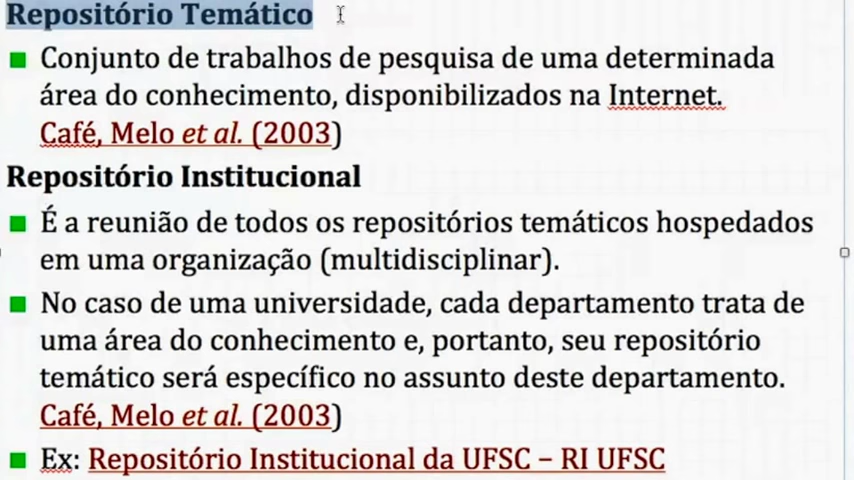 Repositório Temático
Conjunto de trabalhos de pesquisa de uma determinada
área do conhecimento, disponibilizados na Internet.
Café, Melo et al. (2003)
Repositório Institucional
É a reunião de todos os repositórios temáticos hospedados
em uma organização (multidisciplinar).
No caso de uma universidade, cada departamento trata de
uma área do conhecimento e, portanto, seu repositório
temático será específico no assunto deste departamento.
Café, Melo et al. (2003)
Ex: Repositório Institucional da UFSC – RI UFSC